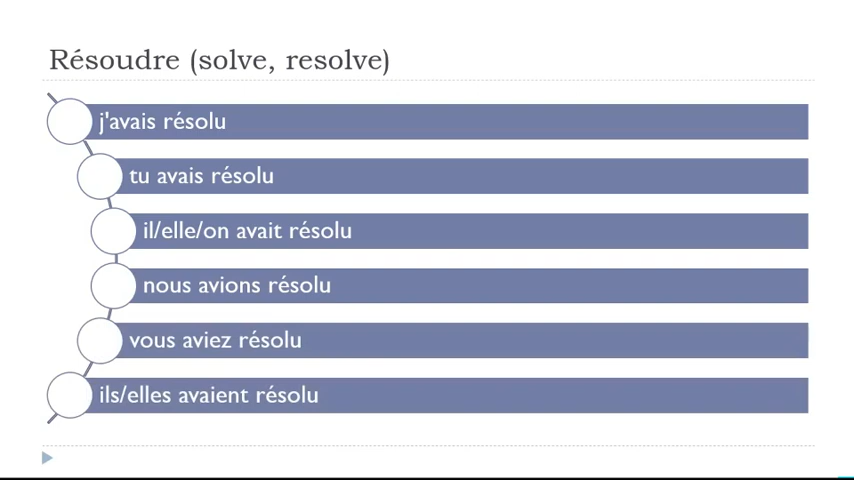 Résoudre (solve, resolve)
j'avais résolu
tu avais résolu
il/elle/on avait résolu
nous avions résolu
vous aviez résolu
ils/elles avaient résolu